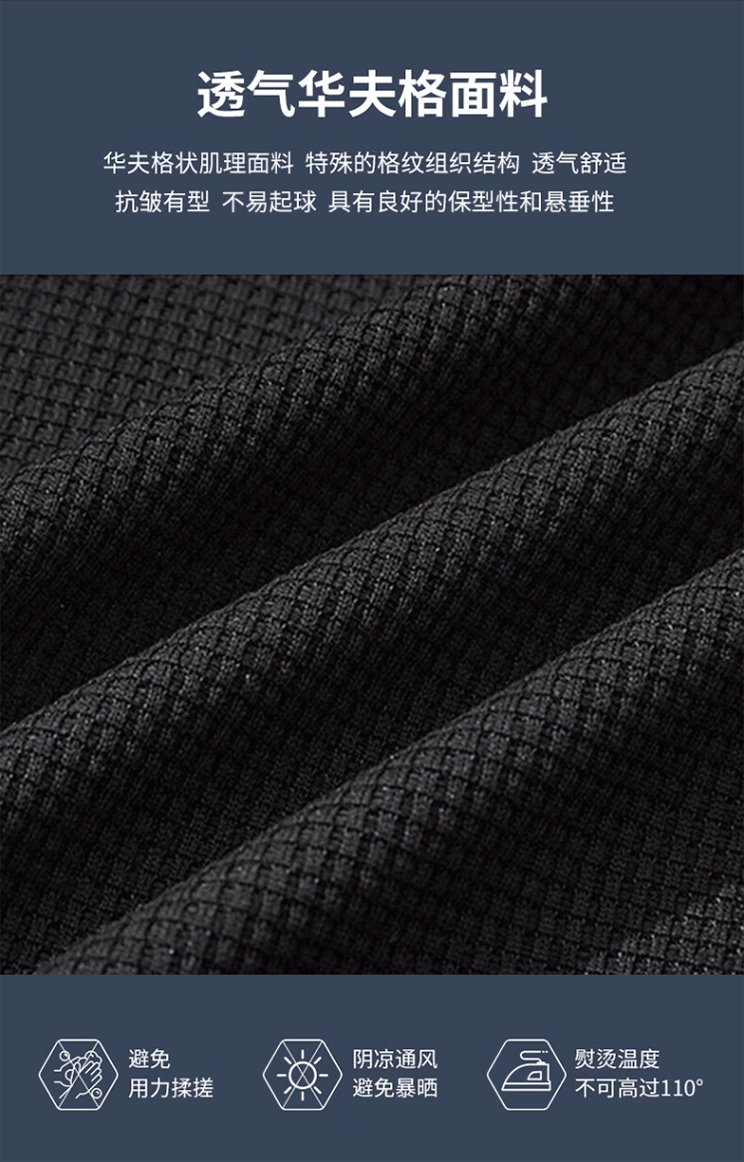 透气华夫格面料
华夫格状肌理面料 特殊的格纹组织结构 透气舒适
抗皱有型 不易起球 具有良好的保型性和悬垂性
避免
用力揉搓
阴凉通风
避免暴晒
熨烫温度
不可高过110°